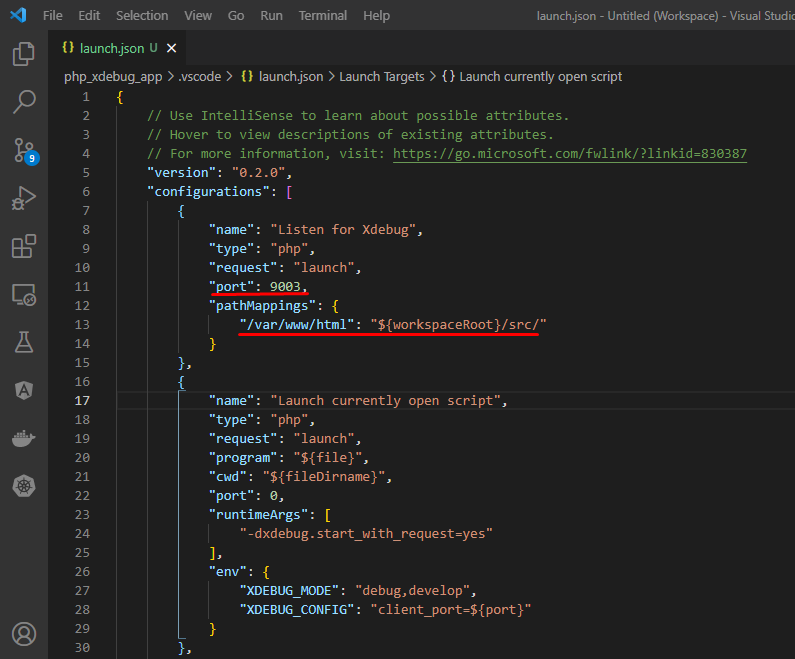 File Edit Selection View Go Run Terminal Help launch.json - Untitled (Workspace) - Visual Studio
{} launch.json U ×
php_xdebug_app > .vscode > {} launch.json > Launch Targets > {} Launch currently open script
1 {
2 // Use IntelliSense to learn about possible attributes.
3 // Hover to view descriptions of existing attributes.
4 // For more information, visit: https://go.microsoft.com/fwlink/?linkid=830387
5 "version": "0.2.0",
6 "configurations": [
7 {
8 "name": "Listen for Xdebug",
9 "type": "php",
10 "request": "launch",
11 "port": 9003,
12 "pathMappings": {
13 "/var/www/html": "${workspaceRoot}/src/"
14 }
15 },
16 {
17 "name": "Launch currently open script",
18 "type": "php",
19 "request": "launch",
20 "program": "${file}",
21 "cwd": "${fileDirname}",
22 "port": 0,
23 "runtimeArgs": [
24 "-dxdebug.start_with_request=yes"
25 ],
26 "env": {
27 "XDEBUG_MODE": "debug,develop",
28 "XDEBUG_CONFIG": "client_port=${port}"
29 }
30 },
9